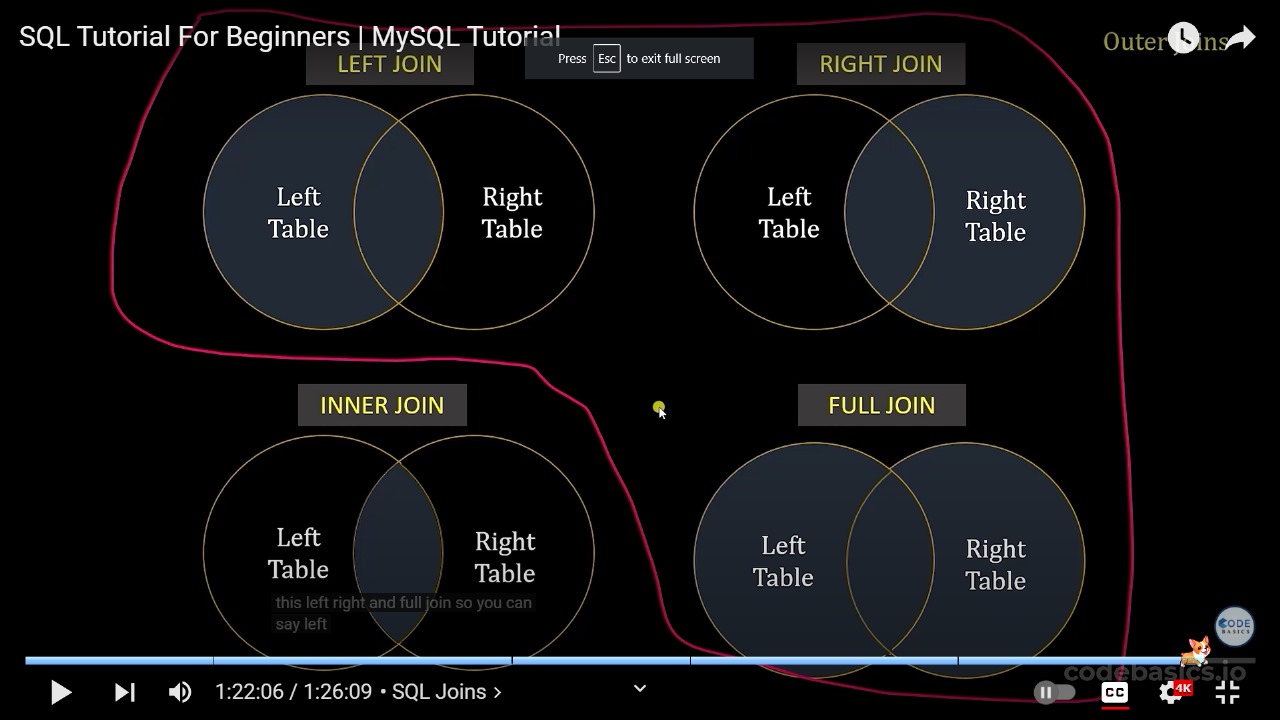 SQL Tutorial For Beginners | MySQL Tutorial
Press Esc to exit full screen
Outer Joins
LEFT JOIN
RIGHT JOIN
Left
Table
Right
Table
Left
Table
Right
Table
INNER JOIN
FULL JOIN
Left
Table
Right
Table
Left
Table
Right
Table
this left right and full join so you can
say left
CODE
BASICS
codebasics.io
1:22:06 / 1:26:09 • SQL Joins ›
CC
4K